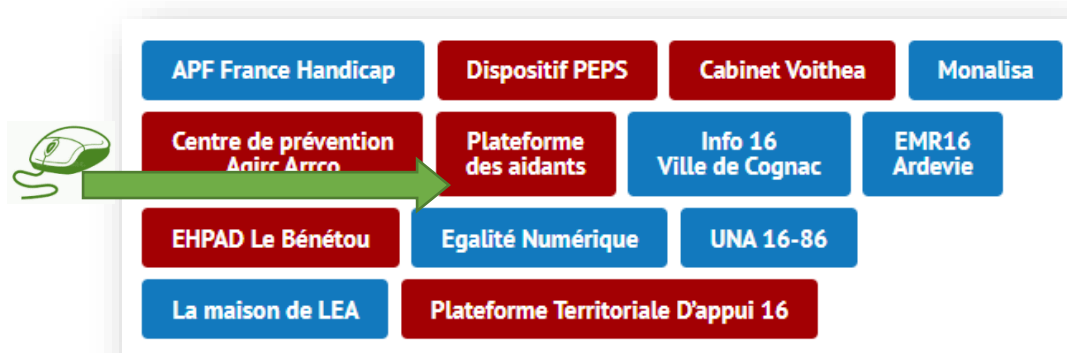 APF France Handicap
Dispositif PEPS
Cabinet Voithea
Monalisa
Centre de prévention
Agirc Arrco
Plateforme
des aidants
Info 16
Ville de Cognac
EMR16
Ardevie
EHPAD Le Bénétou
Egalité Numérique
UNA 16-86
La maison de LEA
Plateforme Territoriale D'appui 16